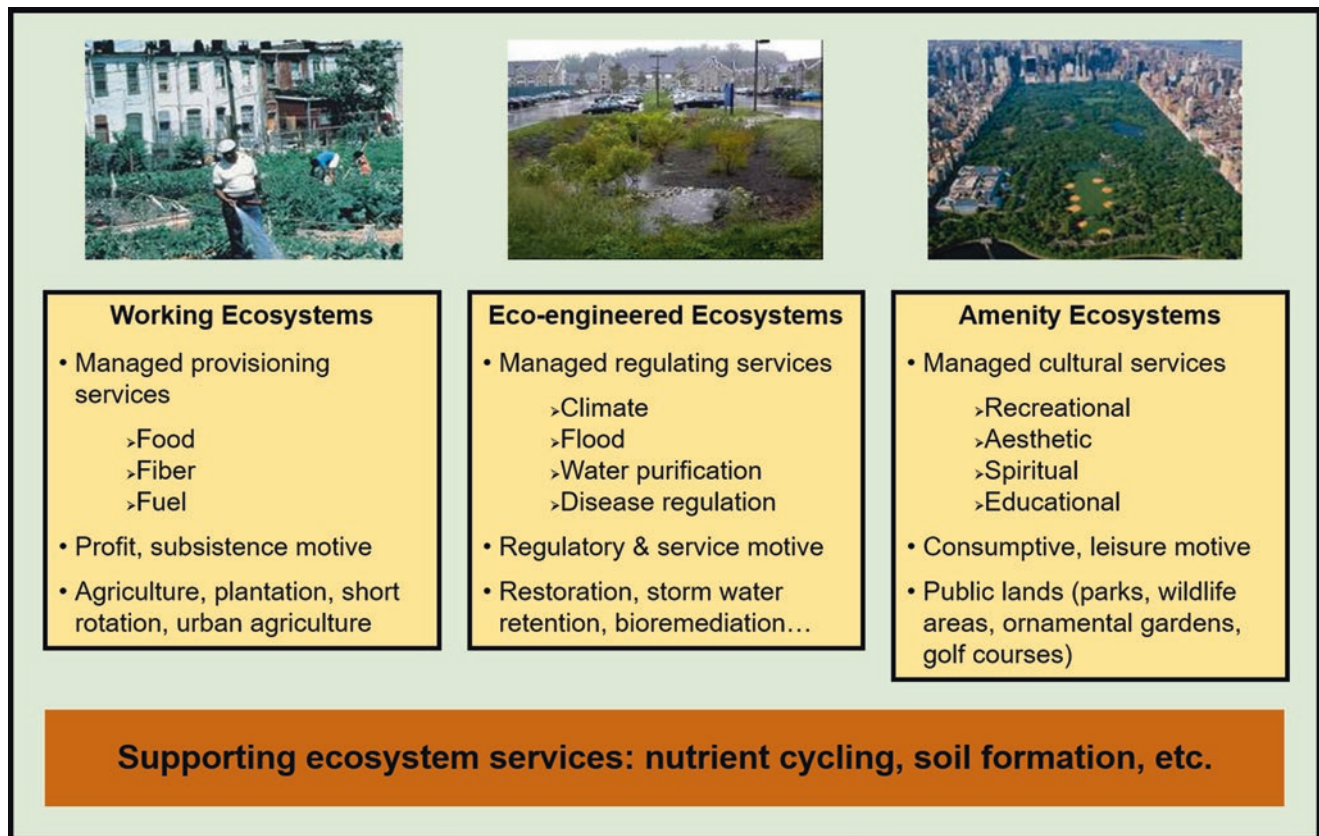 Working Ecosystems
• Managed provisioning
services
➢Food
➢Fiber
➢Fuel
• Profit, subsistence motive
• Agriculture, plantation, short
rotation, urban agriculture
Eco-engineered Ecosystems
• Managed regulating services
➢Climate
➢Flood
➢Water purification
➢Disease regulation
• Regulatory & service motive
• Restoration, storm water
retention, bioremediation…
Amenity Ecosystems
• Managed cultural services
➢Recreational
➢Aesthetic
➢Spiritual
➢Educational
• Consumptive, leisure motive
• Public lands (parks, wildlife
areas, ornamental gardens,
golf courses)
Supporting ecosystem services: nutrient cycling, soil formation, etc.